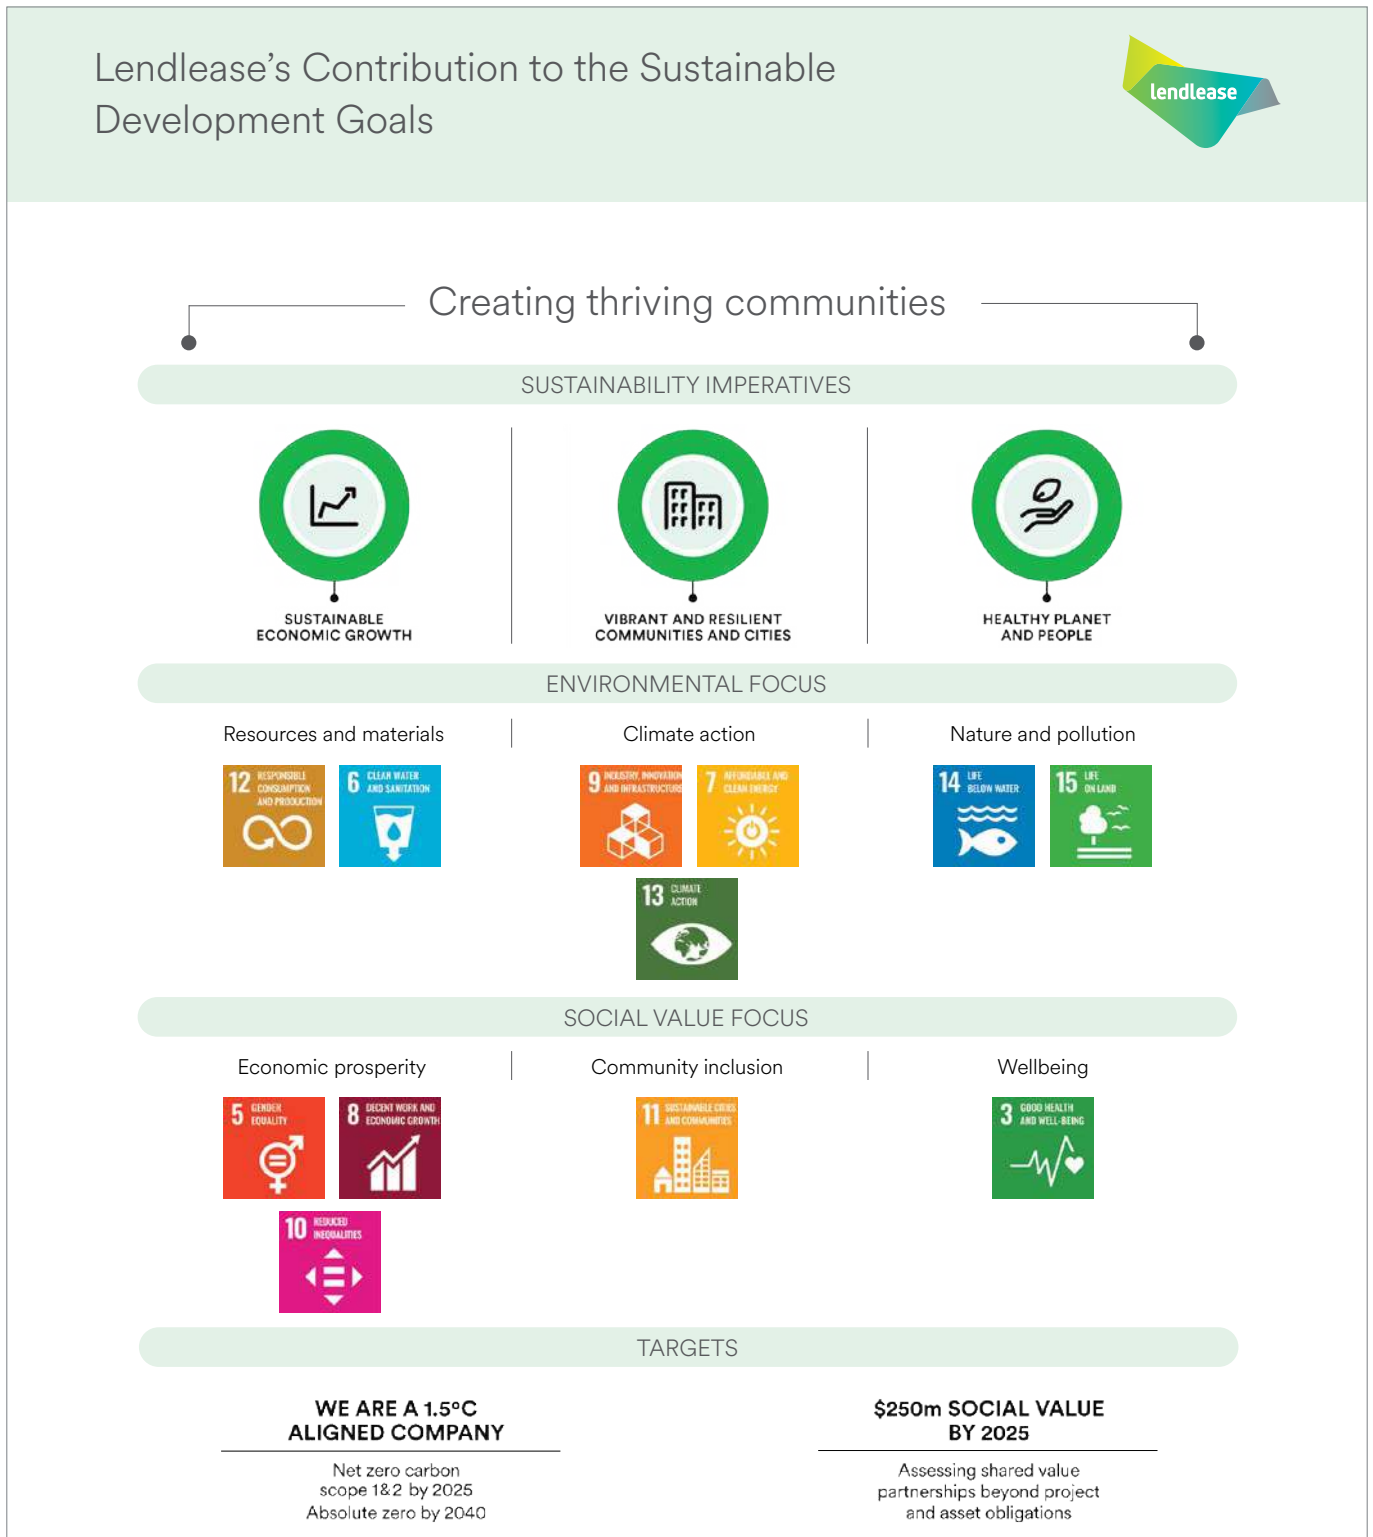 Lendlease's Contribution to the Sustainable
Development Goals
lendlease
Creating thriving communities
SUSTAINABILITY IMPERATIVES
SUSTAINABLE
ECONOMIC GROWTH
VIBRANT AND RESILIENT
COMMUNITIES AND CITIES
HEALTHY PLANET
AND PEOPLE
ENVIRONMENTAL FOCUS
Resources and materials
Climate action
Nature and pollution
12 RESPONSIBLE
CONSUMPTION
AND PRODUCTION
6 CLEAN WATER
AND SANITATION
9 INDUSTRY, INNOVATION
AND INFRASTRUCTURE
7 AFFORDABLE AND
CLEAN ENERGY
14 LIFE
BELOW WATER
15 LIFE
ON LAND
13 CLIMATE
ACTION
SOCIAL VALUE FOCUS
Economic prosperity
Community inclusion
Wellbeing
5 GENDER
EQUALITY
8 DECENT WORK AND
ECONOMIC GROWTH
11 SUSTAINABLE CITIES
AND COMMUNITIES
3 GOOD HEALTH
AND WELL-BEING
10 REDUCED
INEQUALITIES
TARGETS
WE ARE A 1.5°C
ALIGNED COMPANY
Net zero carbon
scope 1&2 by 2025
Absolute zero by 2040
$250m SOCIAL VALUE
BY 2025
Assessing shared value
partnerships beyond project
and asset obligations